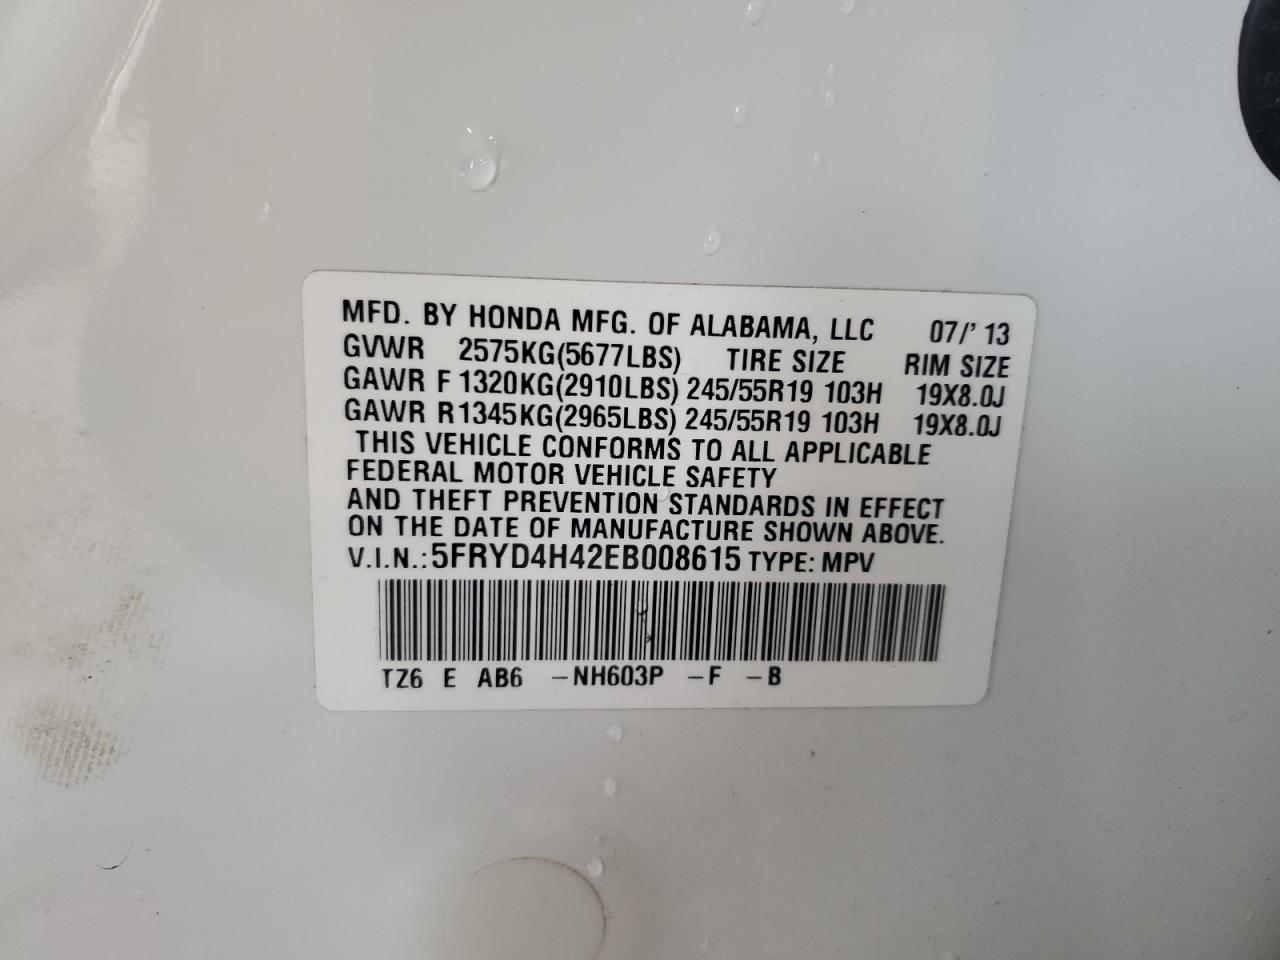 MFD. BY HONDA MFG. OF ALABAMA, LLC 07/' 13
GVWR 2575KG(5677LBS) TIRE SIZE RIM SIZE
GAWR F 1320KG(2910LBS) 245/55R19 103H 19X8.0J
GAWR R1345KG(2965LBS) 245/55R19 103H 19X8.0J
THIS VEHICLE CONFORMS TO ALL APPLICABLE
FEDERAL MOTOR VEHICLE SAFETY
AND THEFT PREVENTION STANDARDS IN EFFECT
ON THE DATE OF MANUFACTURE SHOWN ABOVE.
V.I.N.: 5FRYD4H42EB008615 TYPE: MPV
TZ6 E AB6 -NH603P -F -B